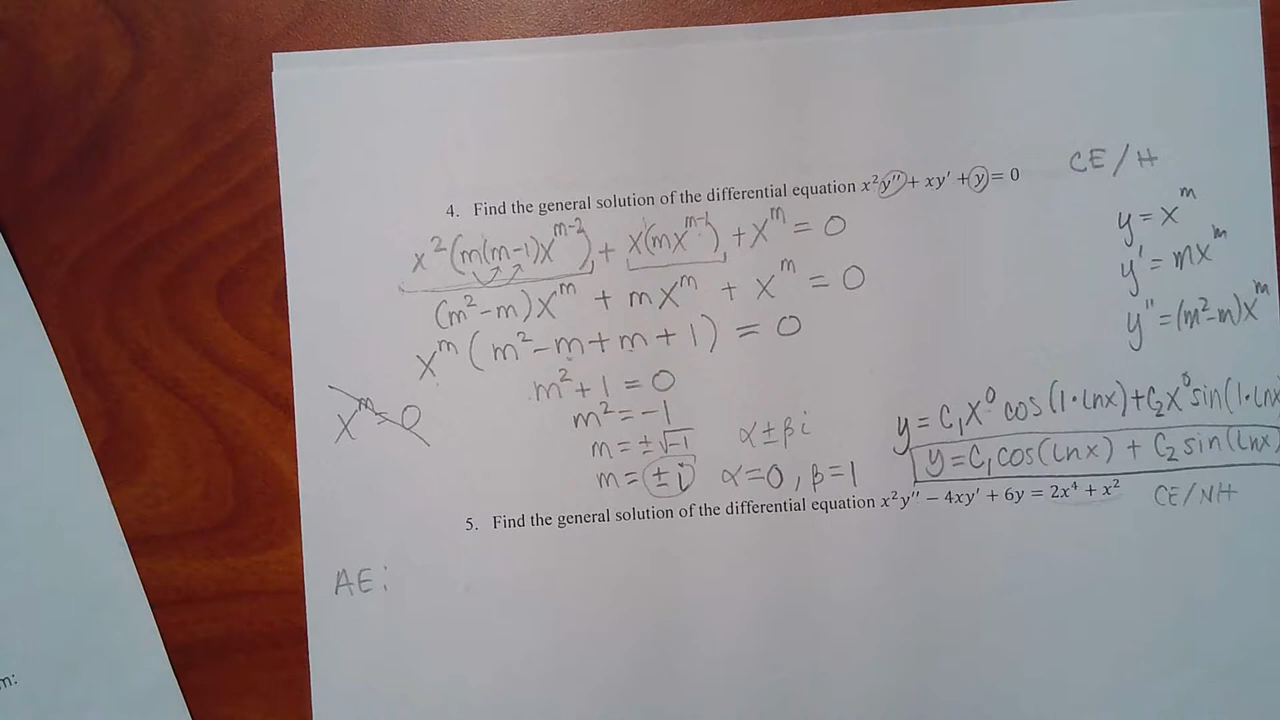 CE/H
4. Find the general solution of the differential equation x²y'' + xy' + y = 0
x²(m(m-1)x^(m-2)) + x(mx^(m-1)) + x^m = 0
y = x^m
(m²-m)x^m + mx^m + x^m = 0
y' = mx^m
x^m (m²-m+m+1) = 0
y'' = (m²-m)x^m
m²+1 = 0
x^m=0
m² = -1
y = C₁x⁰ cos(1·lnx)+C₂x⁰ sin(1·lnx
m = ±√-1
α±βi
y=C₁cos(lnx) + C₂ sin(lnx)
m = ±i
α=0, β=1
5. Find the general solution of the differential equation x²y'' − 4xy' + 6y = 2x⁴ + x²
CE/NH
AE:
m: